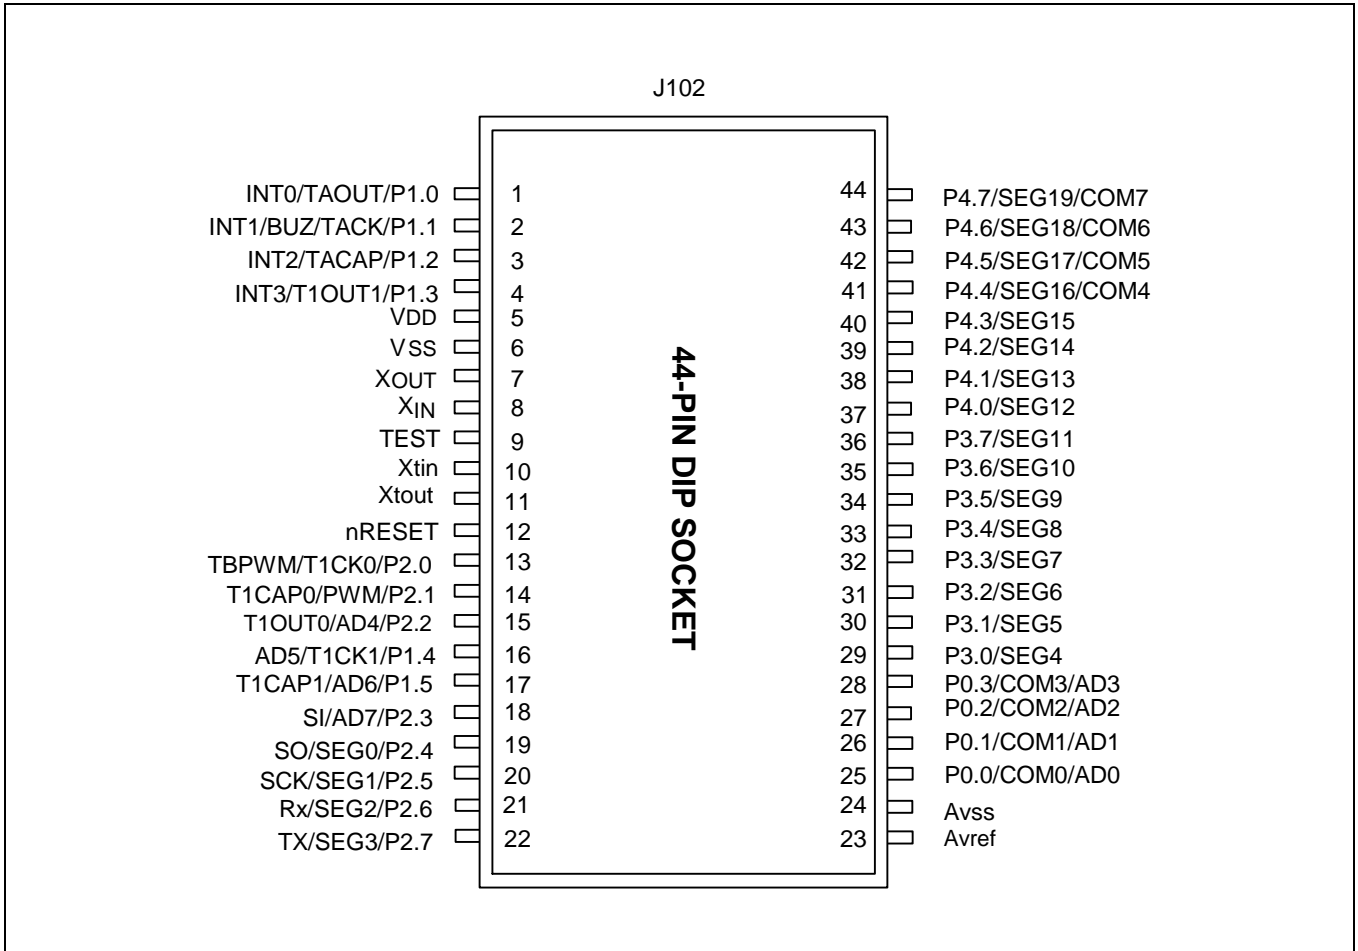 J102
INT0/TAOUT/P1.0 1 44 P4.7/SEG19/COM7
INT1/BUZ/TACK/P1.1 2 43 P4.6/SEG18/COM6
INT2/TACAP/P1.2 3 42 P4.5/SEG17/COM5
INT3/T1OUT1/P1.3 4 41 P4.4/SEG16/COM4
VDD 5 40 P4.3/SEG15
VSS 6 39 P4.2/SEG14
XOUT 7 38 P4.1/SEG13
XIN 8 37 P4.0/SEG12
TEST 9 36 P3.7/SEG11
Xtin 10 35 P3.6/SEG10
Xtout 11 34 P3.5/SEG9
nRESET 12 33 P3.4/SEG8
TBPWM/T1CK0/P2.0 13 32 P3.3/SEG7
T1CAP0/PWM/P2.1 14 31 P3.2/SEG6
T1OUT0/AD4/P2.2 15 30 P3.1/SEG5
AD5/T1CK1/P1.4 16 29 P3.0/SEG4
T1CAP1/AD6/P1.5 17 28 P0.3/COM3/AD3
SI/AD7/P2.3 18 27 P0.2/COM2/AD2
SO/SEG0/P2.4 19 26 P0.1/COM1/AD1
SCK/SEG1/P2.5 20 25 P0.0/COM0/AD0
Rx/SEG2/P2.6 21 24 Avss
TX/SEG3/P2.7 22 23 Avref
44-PIN DIP SOCKET